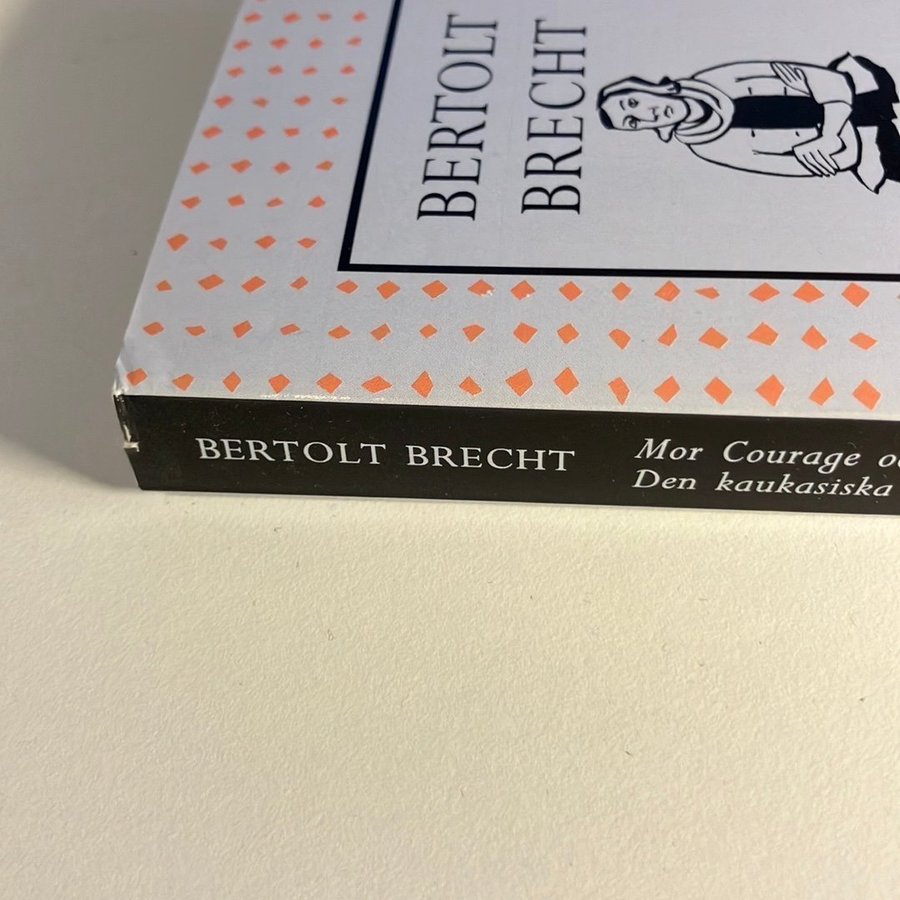 BERTOLT
BRECHT
BERTOLT BRECHT
Mor Courage
Den kaukasiska